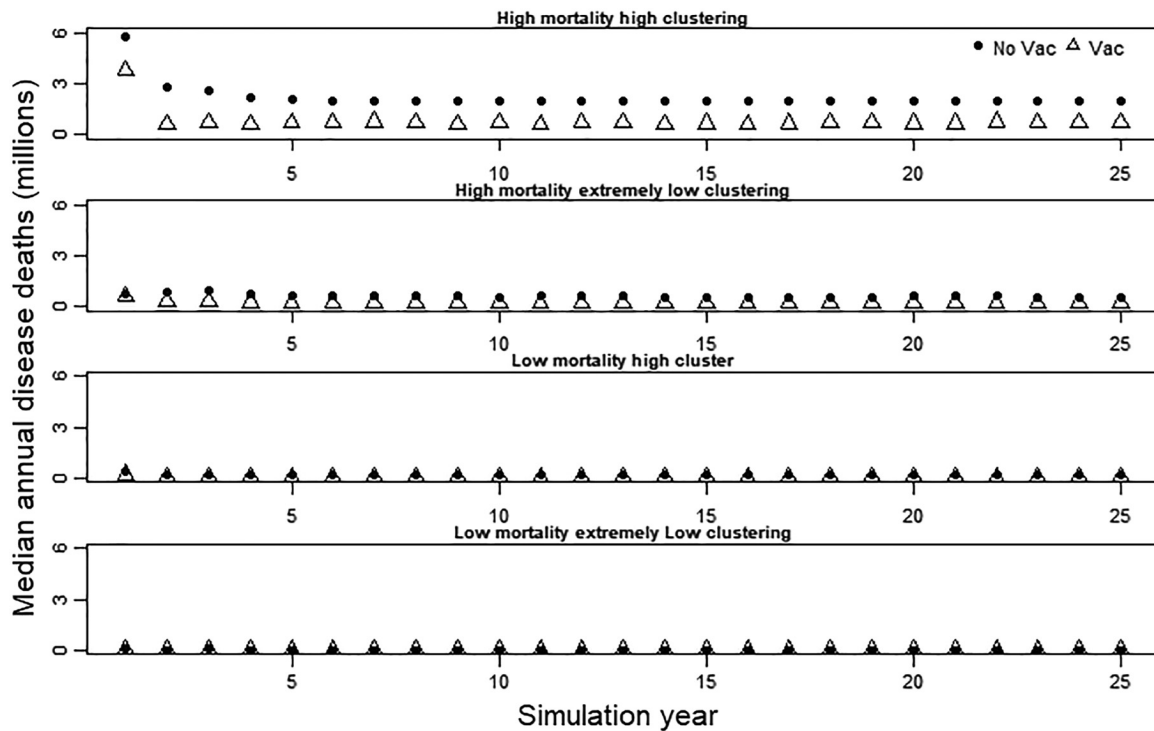 High mortality high clustering
No Vac Vac
6
3
0
5 10 15 20 25
High mortality extremely low clustering
6
3
0
5 10 15 20 25
Low mortality high cluster
6
3
0
5 10 15 20 25
Low mortality extremely Low clustering
6
3
0
5 10 15 20 25
Simulation year
Median annual disease deaths (millions)